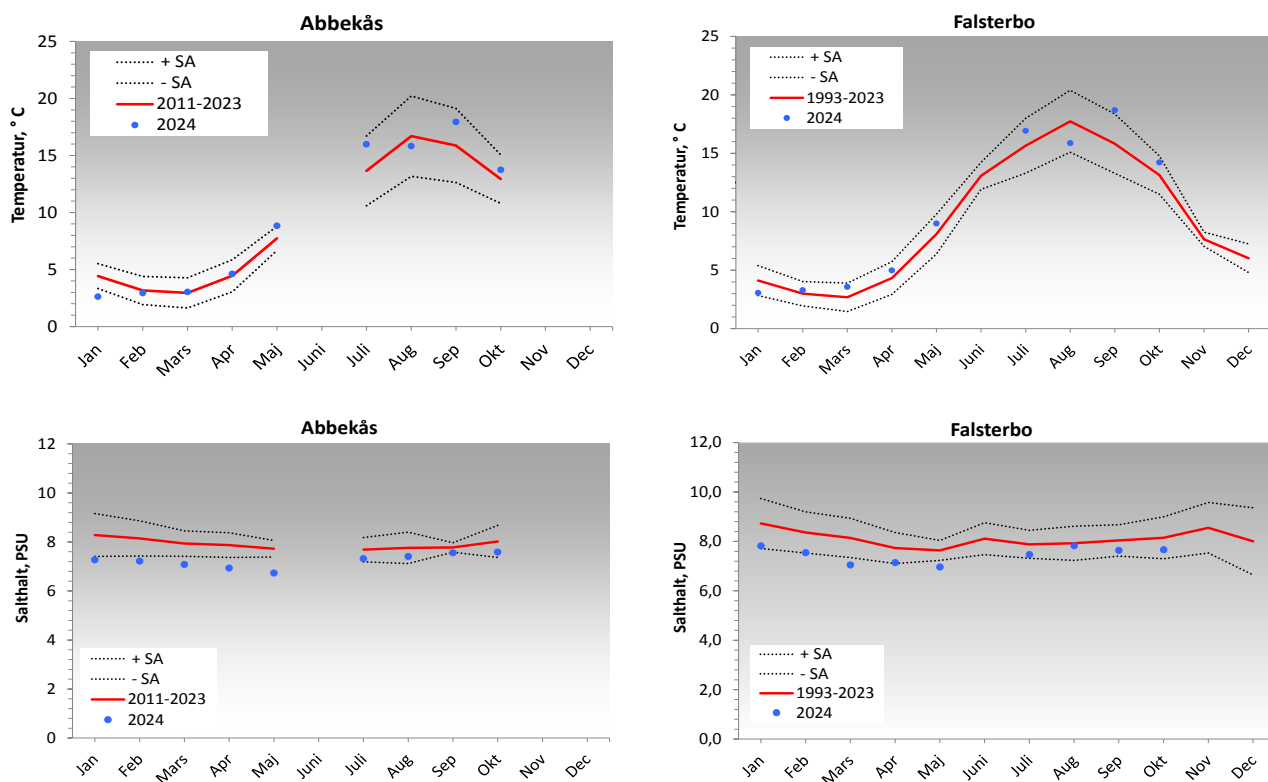 Abbekås
Temperatur, ° C
25
20
15
10
5
0
+ SA
- SA
2011-2023
2024
Jan Feb Mars Apr Maj Juni Juli Aug Sep Okt Nov Dec
Falsterbo
Temperatur, ° C
25
20
15
10
5
0
+ SA
- SA
1993-2023
2024
Jan Feb Mars Apr Maj Juni Juli Aug Sep Okt Nov Dec
Abbekås
Salthalt, PSU
12
10
8
6
4
2
0
+ SA
- SA
2011-2023
2024
Jan Feb Mars Apr Maj Juni Juli Aug Sep Okt Nov Dec
Falsterbo
Salthalt, PSU
12,0
10,0
8,0
6,0
4,0
2,0
0,0
+ SA
- SA
1993-2023
2024
Jan Feb Mars Apr Maj Juni Juli Aug Sep Okt Nov Dec